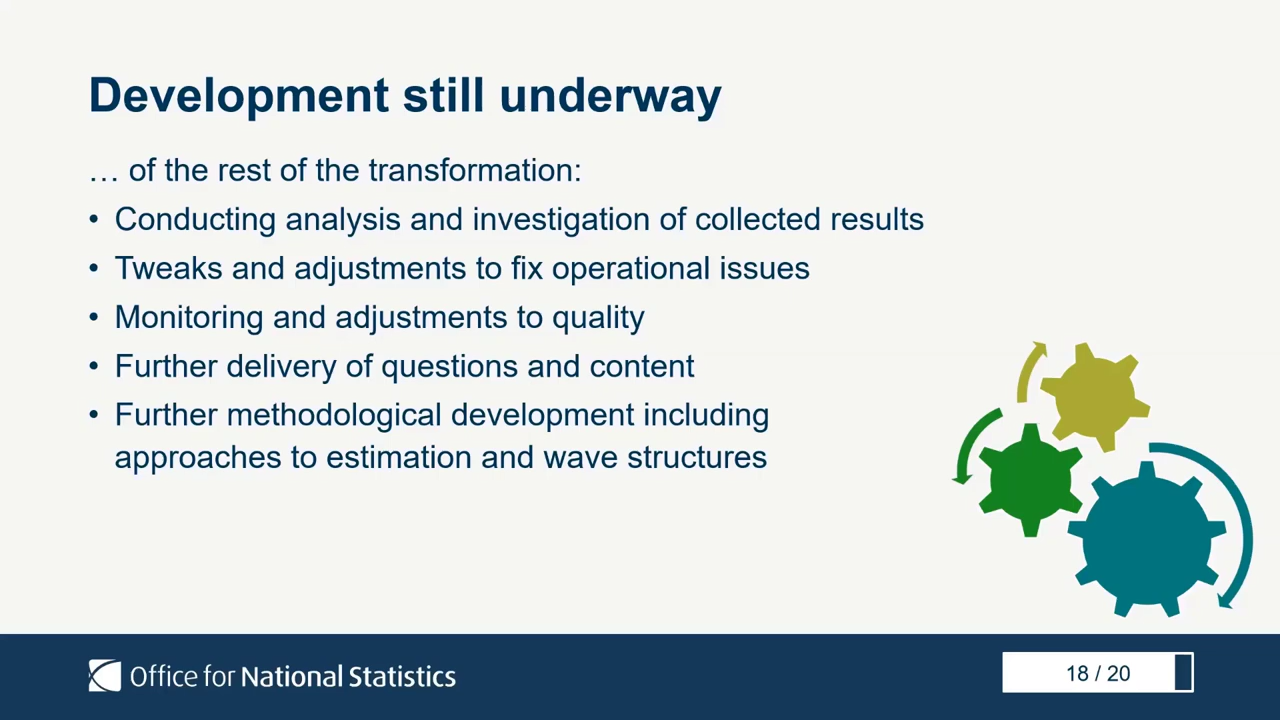 Development still underway
… of the rest of the transformation:
• Conducting analysis and investigation of collected results
• Tweaks and adjustments to fix operational issues
• Monitoring and adjustments to quality
• Further delivery of questions and content
• Further methodological development including
approaches to estimation and wave structures
Office for National Statistics
18 / 20